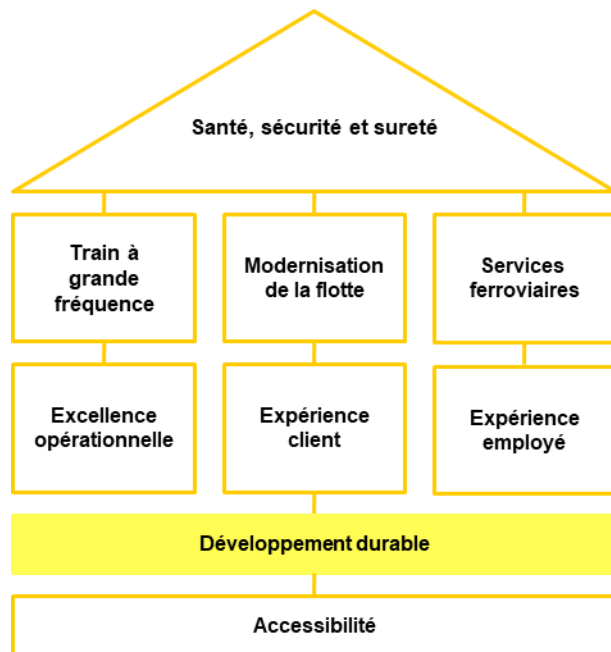 Santé, sécurité et sureté
Train à
grande
fréquence
Modernisation
de la flotte
Services
ferroviaires
Excellence
opérationnelle
Expérience
client
Expérience
employé
Développement durable
Accessibilité